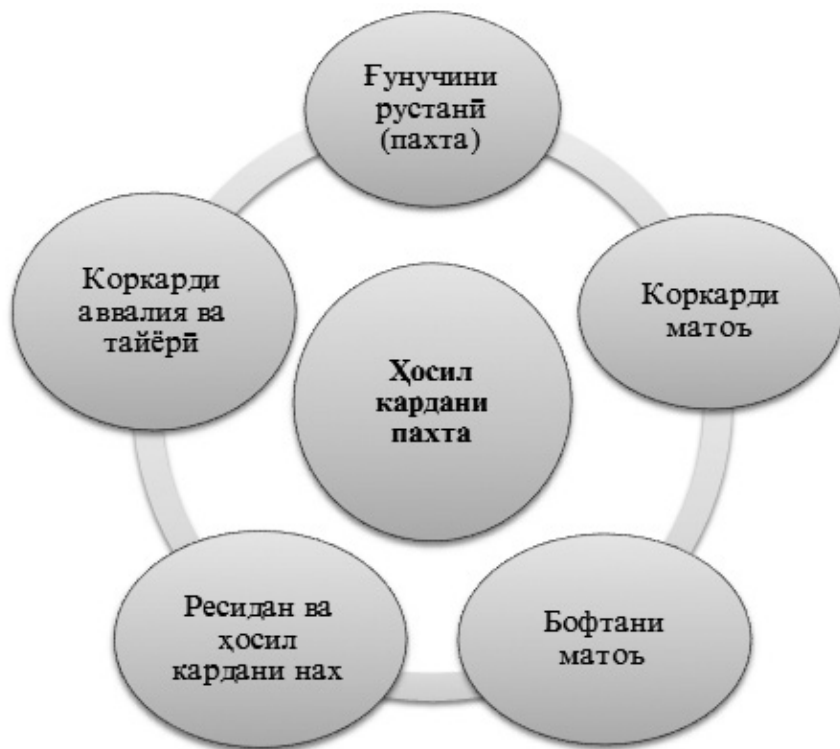 Ғунучини
рустанӣ
(пахта)
Коркарди
матоъ
Бофтани
матоъ
Ресидан ва
ҳосил
кардани нах
Коркарди
аввалия ва
тайёрӣ
Ҳосил
кардани
пахта